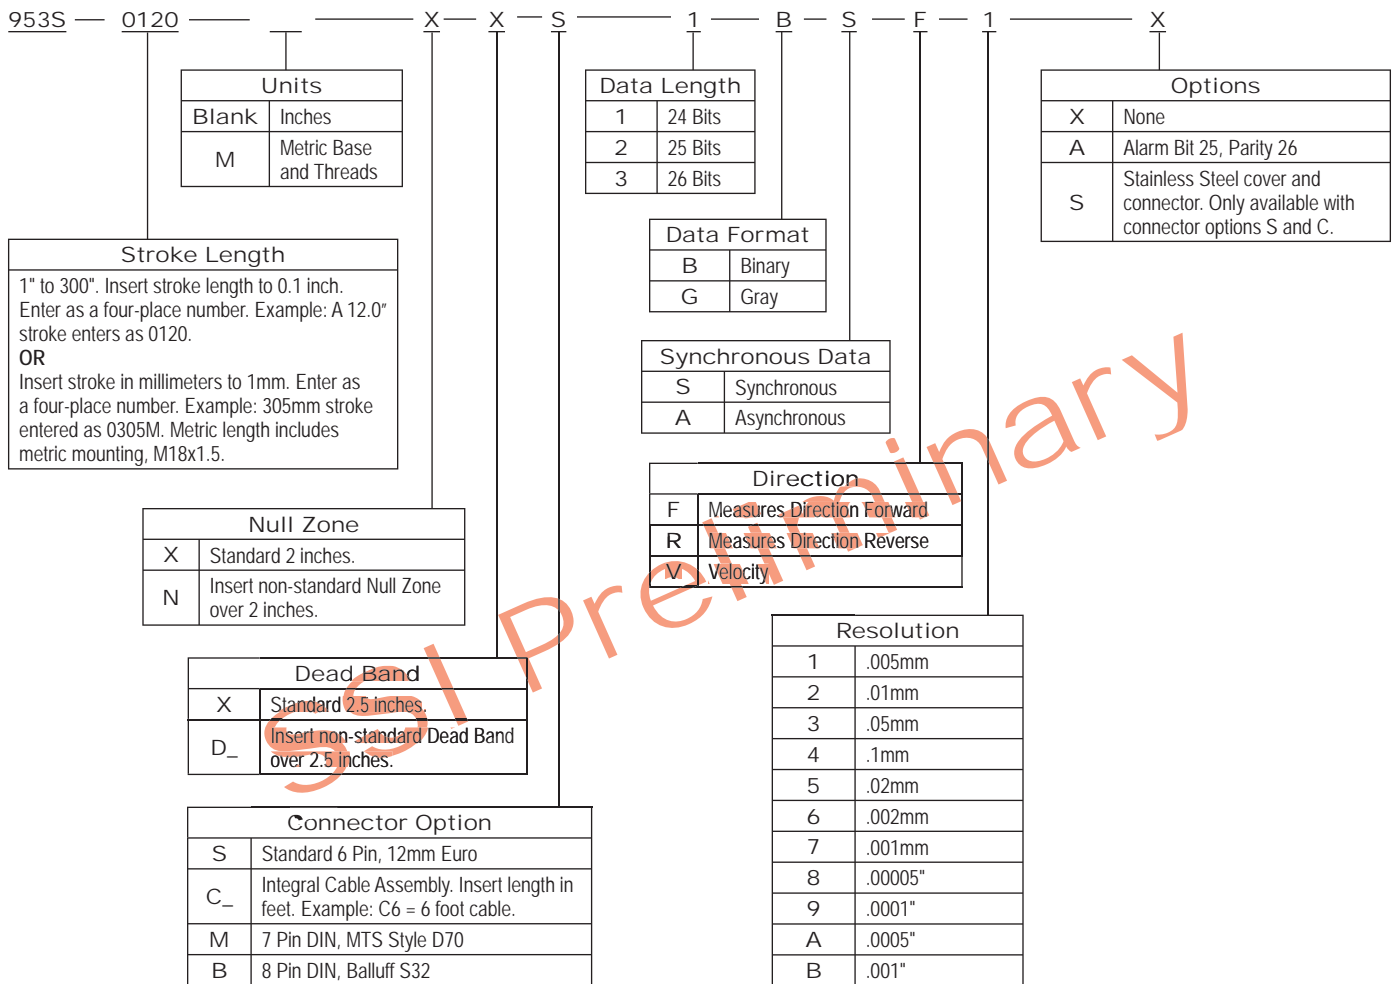 953S — 0120 — _ — X — X — S — 1 — B — S — F — 1 — X
Units
Blank Inches
M Metric Base
and Threads
Data Length
1 24 Bits
2 25 Bits
3 26 Bits
Options
X None
A Alarm Bit 25, Parity 26
S Stainless Steel cover and
connector. Only available with
connector options S and C.
Stroke Length
1" to 300". Insert stroke length to 0.1 inch.
Enter as a four-place number. Example: A 12.0″
stroke enters as 0120.
OR
Insert stroke in millimeters to 1mm. Enter as
a four-place number. Example: 305mm stroke
entered as 0305M. Metric length includes
metric mounting, M18x1.5.
Data Format
B Binary
G Gray
Synchronous Data
S Synchronous
A Asynchronous
Direction
F Measures Direction Forward
R Measures Direction Reverse
V Velocity
Null Zone
X Standard 2 inches.
N Insert non-standard Null Zone
over 2 inches.
Dead Band
X Standard 2.5 inches.
D_ Insert non-standard Dead Band
over 2.5 inches.
Resolution
1 .005mm
2 .01mm
3 .05mm
4 .1mm
5 .02mm
6 .002mm
7 .001mm
8 .00005"
9 .0001"
A .0005"
B .001"
Connector Option
S Standard 6 Pin, 12mm Euro
C_ Integral Cable Assembly. Insert length in
feet. Example: C6 = 6 foot cable.
M 7 Pin DIN, MTS Style D70
B 8 Pin DIN, Balluff S32
SSI Preliminary